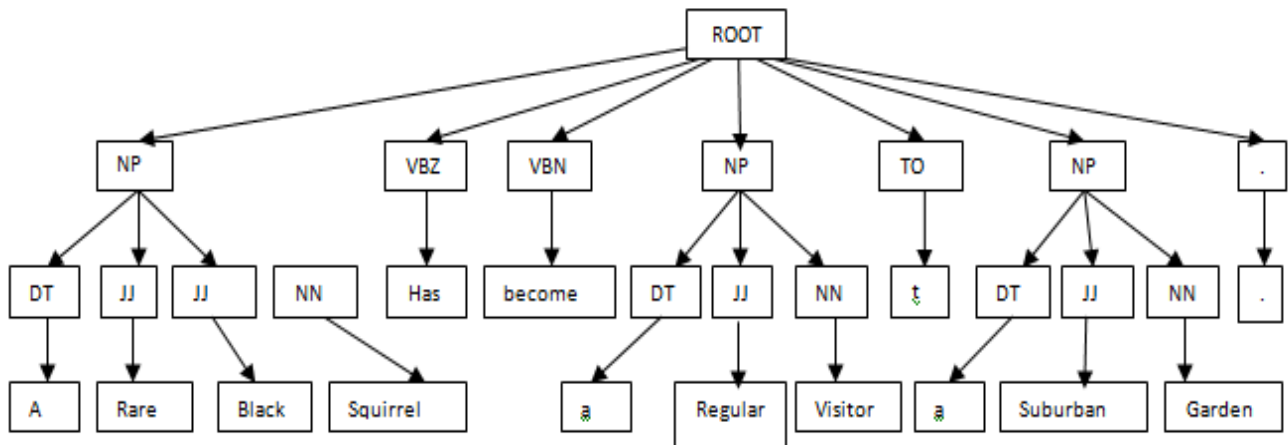 ROOT
NP VBZ VBN NP TO NP .
DT JJ JJ NN Has become DT JJ NN t DT JJ NN .
A Rare Black Squirrel a Regular Visitor a Suburban Garden